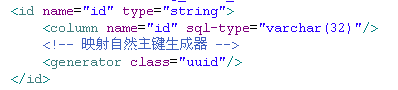 <id name="id" type="string">
<column name="id" sql-type="varchar(32)"/>
<!-- 映射自然主键生成器 -->
<generator class="uuid"/>
</id>